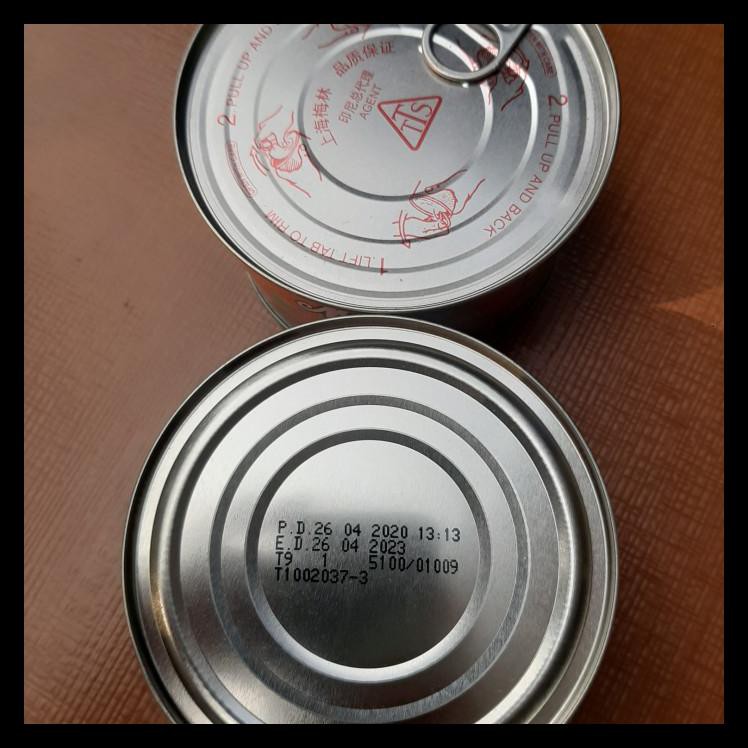 2 PULL UP AND
品质保证
上海梅林
印尼总代理
AGENT
TTS
2 PULL UP AND BACK
1.LIFT TAB TO RIM
P.D.26 04 2020 13:13
E.D.26 04 2023
T9 1 5100/01009
T1002037-3